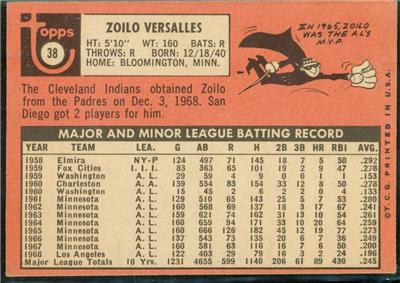 Topps
38
ZOILO VERSALLES
HT: 5'10" WT: 160 BATS: R
THROWS: R BORN: 12/18/40
HOME: BLOOMINGTON, MINN.
IN 1965, ZOILO
WAS THE A.L'S
M.V.P.
The Cleveland Indians obtained Zoilo
from the Padres on Dec. 3, 1968. San
Diego got 2 players for him.
MAJOR AND MINOR LEAGUE BATTING RECORD
YEAR TEAM LEA. G AB R H 2B 3B HR RBI AVG.
1958 Elmira NY-P 124 497 71 145 18 7 5 50 .292
1959 Fox Cities I.I.I. 83 363 65 101 19 2 9 47 .278
1959 Washington A.L. 29 59 4 9 0 0 1 1 .153
1960 Charleston A.A. 139 554 83 154 33 12 8 50 .278
1960 Washington A.L. 15 45 2 6 2 2 0 4 .133
1961 Minnesota A.L. 129 510 65 143 25 5 7 53 .280
1962 Minnesota A.L. 160 568 69 137 18 3 17 67 .241
1963 Minnesota A.L. 159 621 74 162 31 13 10 54 .261
1964 Minnesota A.L. 160 659 94 171 33 10 20 64 .259
1965 Minnesota A.L. 160 666 126 182 45 12 19 77 .273
1966 Minnesota A.L. 137 543 73 135 20 6 7 36 .249
1967 Minnesota A.L. 160 581 63 116 16 7 6 50 .200
1968 Los Angeles N.L. 122 403 29 79 16 3 2 24 .196
Major League Totals 10 Yrs. 1231 4655 599 1140 206 61 89 430 .245
© T.C.G. PRINTED IN U.S.A.